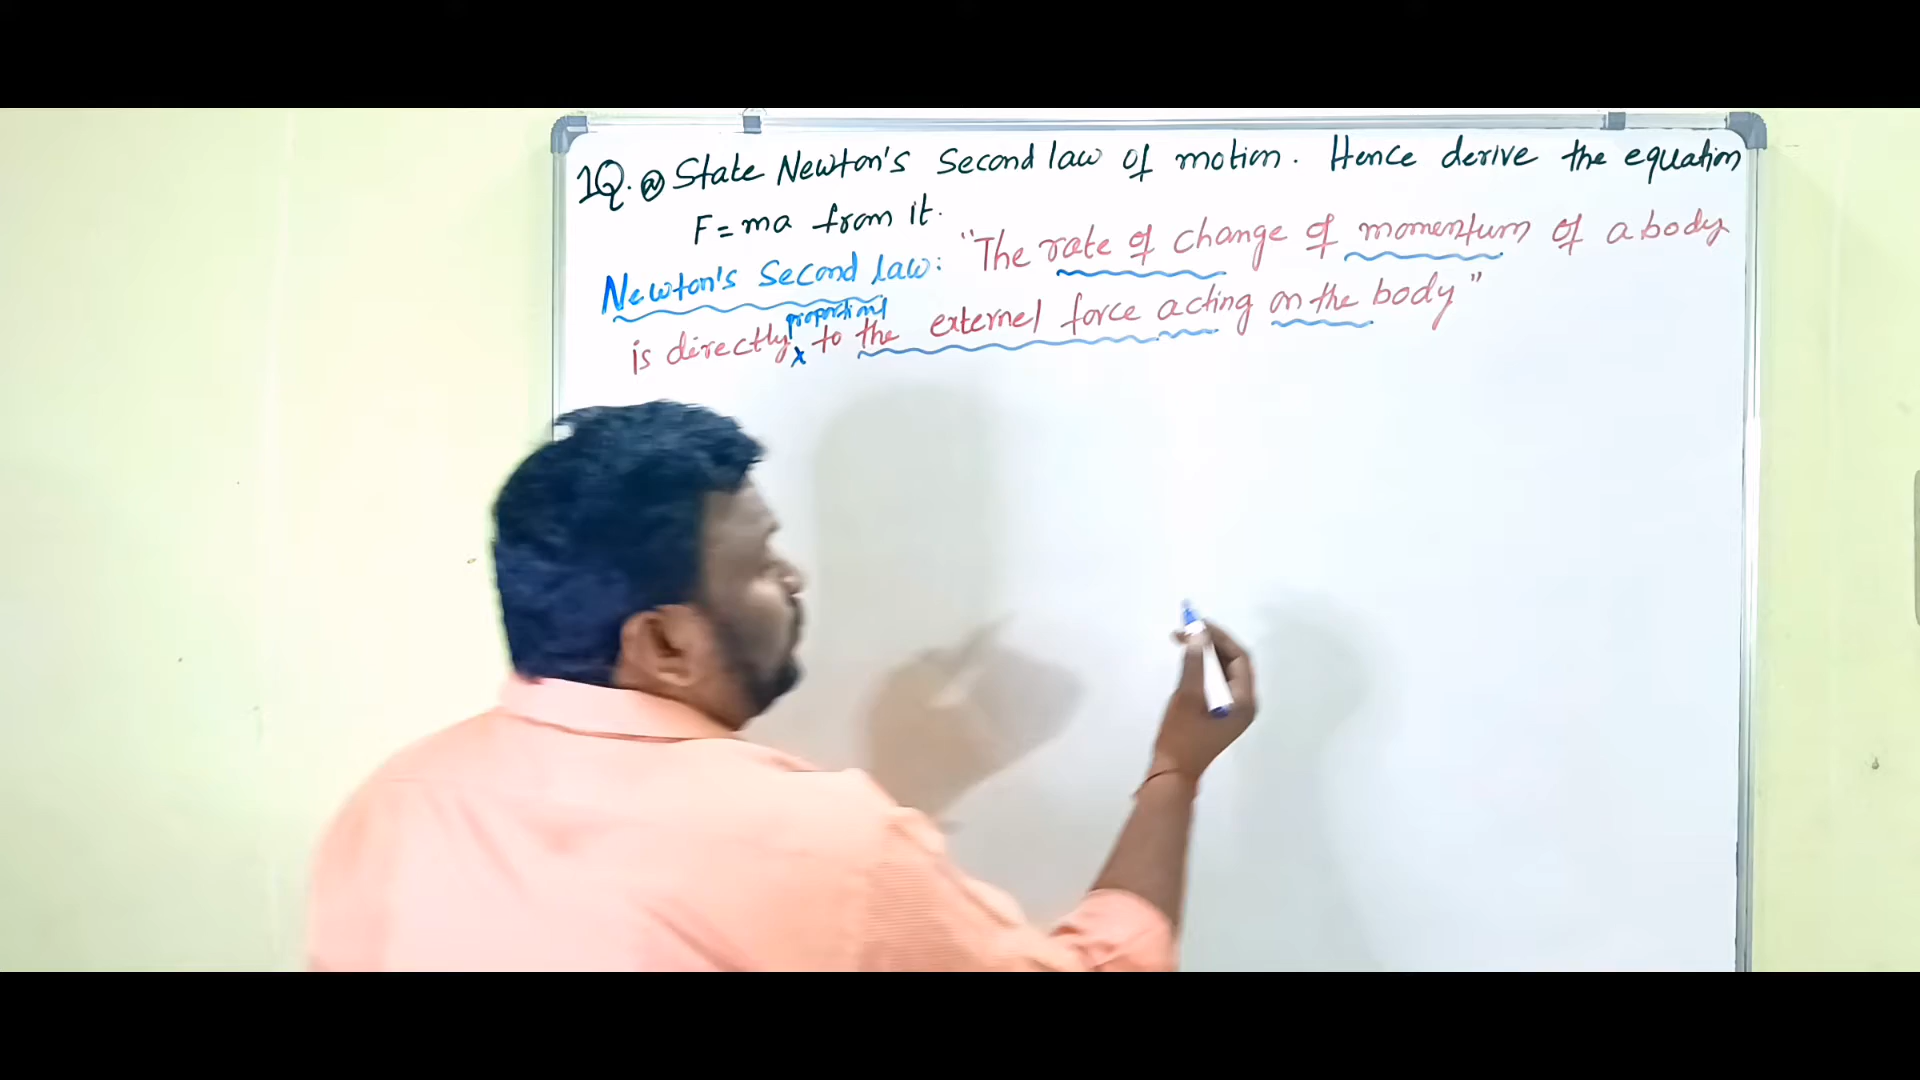 1Q. @ State Newton's Second law of motion. Hence derive the equation
F = ma from it.
Newton's Second law: "The rate of change of momentum of a body
is directly proportional to the external force acting on the body"